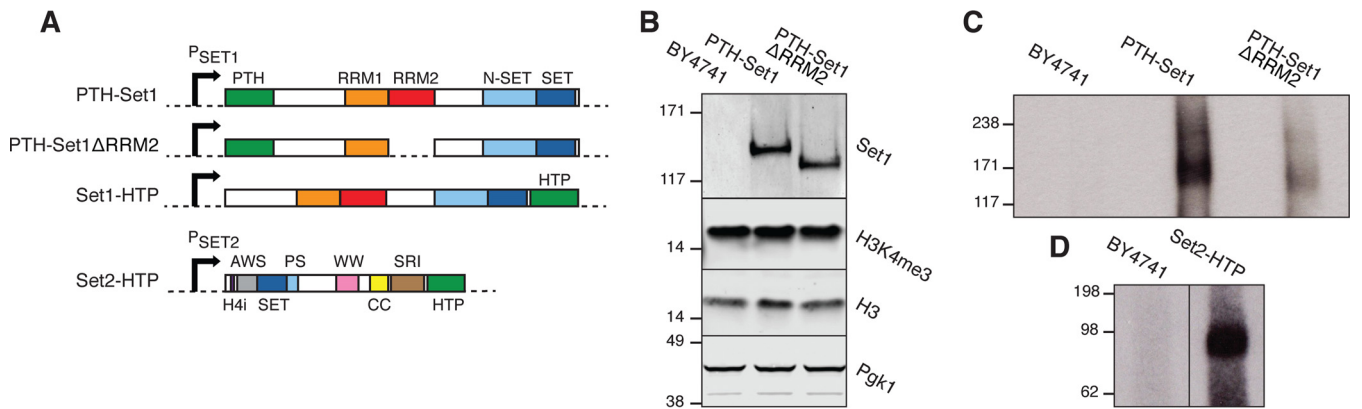 A
P SET1
PTH RRM1 RRM2 N-SET SET
PTH-Set1
PTH-Set1ΔRRM2
HTP
Set1-HTP
P SET2
AWS PS WW SRI
Set2-HTP
H4i SET CC HTP
B
BY4741
PTH-Set1
PTH-Set1
ΔRRM2
171
117
Set1
14
H3K4me3
14
H3
49
38
Pgk1
C
BY4741
PTH-Set1
PTH-Set1
ΔRRM2
238
171
117
D
BY4741
Set2-HTP
198
98
62